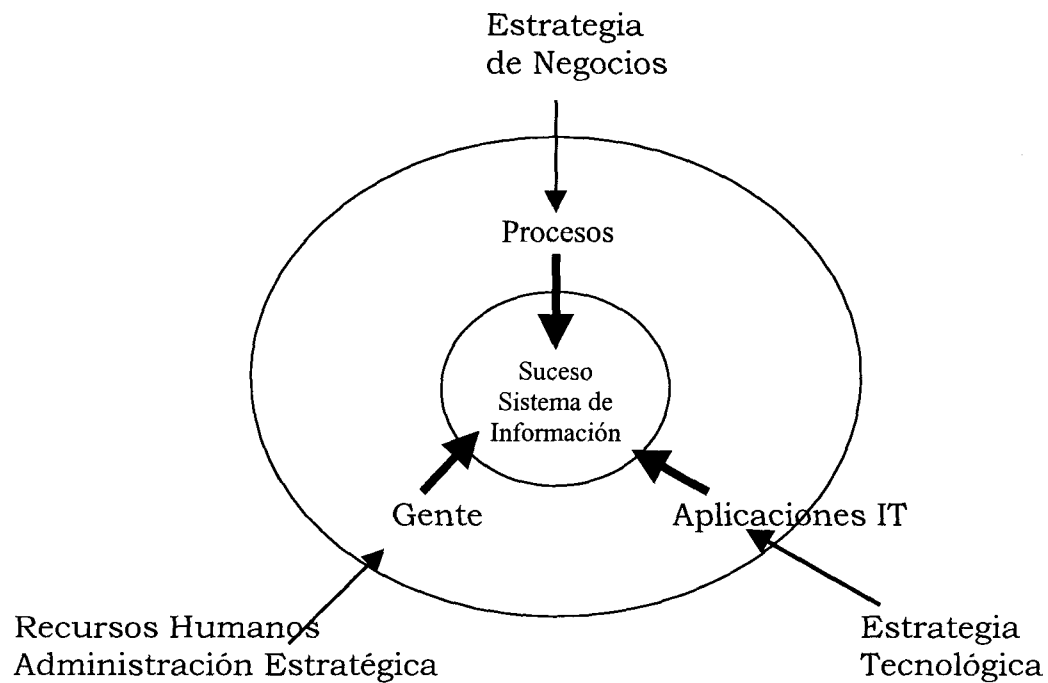 Estrategia
de Negocios
Procesos
Suceso
Sistema de
Información
Gente
Aplicaciones IT
Recursos Humanos
Administración Estratégica
Estrategia
Tecnológica